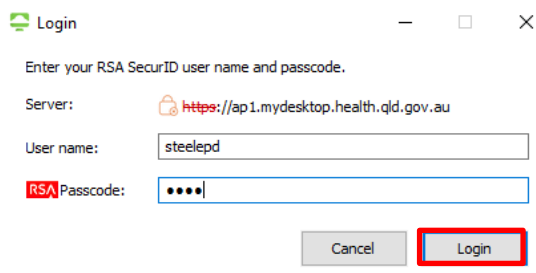 Login
Enter your RSA SecurID user name and passcode.
Server: https://ap1.mydesktop.health.qld.gov.au
User name: steelepd
RSA Passcode: ••••
Cancel Login